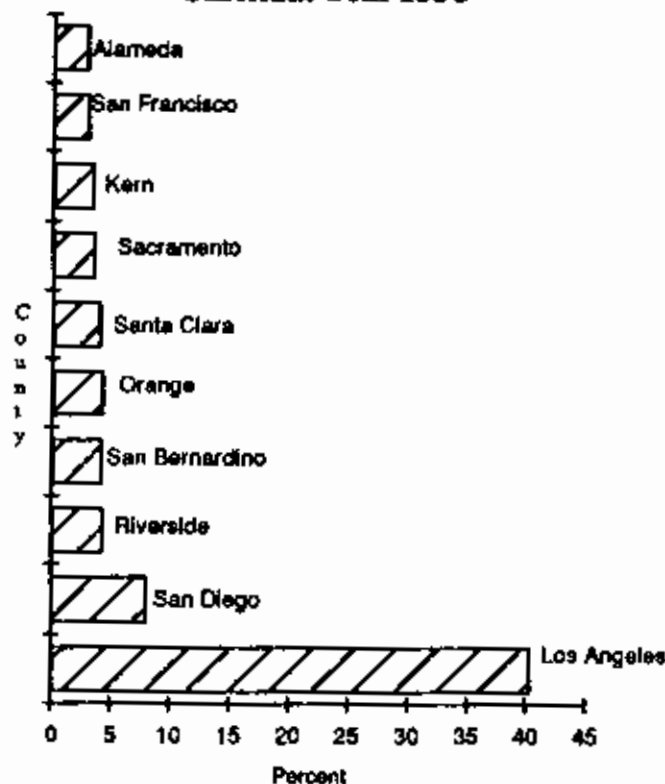 Alameda
San Francisco
Kern
Sacramento
Santa Clara
County
Orange
San Bernardino
Riverside
San Diego
Los Angeles
0 5 10 15 20 25 30 35 40 45
Percent